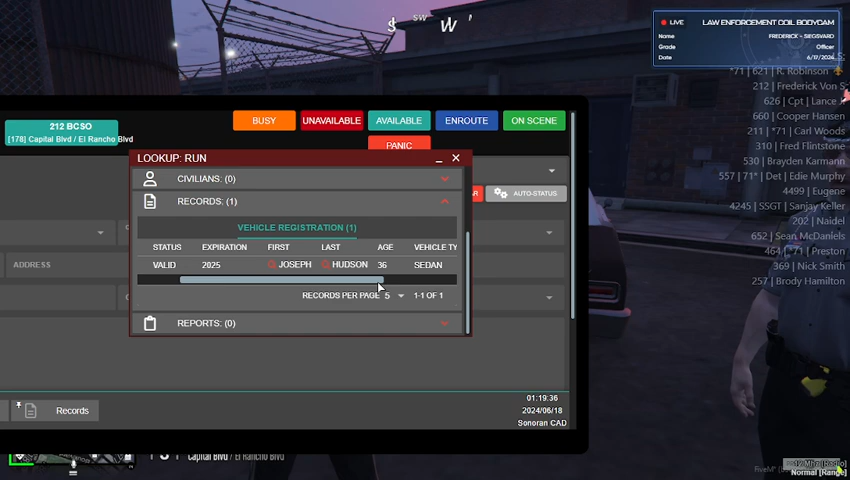 SW
W
LIVE LAW ENFORCEMENT COIL BODYCAM
Name FREDERICK - SIEGSVARD
Grade Officer
Date 6/17/2024
*71 | 621 | R. Robinson
212 | Frederick Von S
626 | Cpt | Lance J
660 | Cooper Hansen
211 | *71 | Carl Woods
310 | Fred Flintstone
530 | Brayden Karmann
557 | 71* | Det | Edie Murphy
4499 | Eugene
4245 | SSGT | Sanjay Keller
202 | Naidel
652 | Sean McDaniels
464 | *71 | Preston
369 | Nick Smith
257 | Brody Hamilton
212 BCSO
[178] Capital Blvd / El Rancho Blvd
BUSY UNAVAILABLE AVAILABLE ENROUTE ON SCENE
PANIC
LOOKUP: RUN
CIVILIANS: (0)
RECORDS: (1)
AUTO-STATUS
VEHICLE REGISTRATION (1)
STATUS EXPIRATION FIRST LAST AGE VEHICLE TY
VALID 2025 JOSEPH HUDSON 36 SEDAN
ADDRESS
RECORDS PER PAGE 5 1-1 OF 1
REPORTS: (0)
Records
01:19:36
2024/06/18
Sonoran CAD
Capital Blvd / El Rancho Blvd
FiveM
Normal [Range]